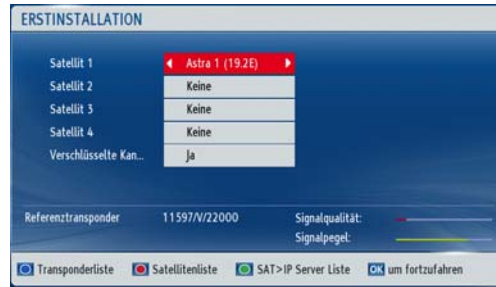 ERSTINSTALLATION
Satellit 1 Astra 1 (19.2E)
Satellit 2 Keine
Satellit 3 Keine
Satellit 4 Keine
Verschlüsselte Kan... Ja
Referenztransponder 11597/V/22000 Signalqualität:
Signalpegel:
Transponderliste Satellitenliste SAT>IP Server Liste OK um fortzufahren